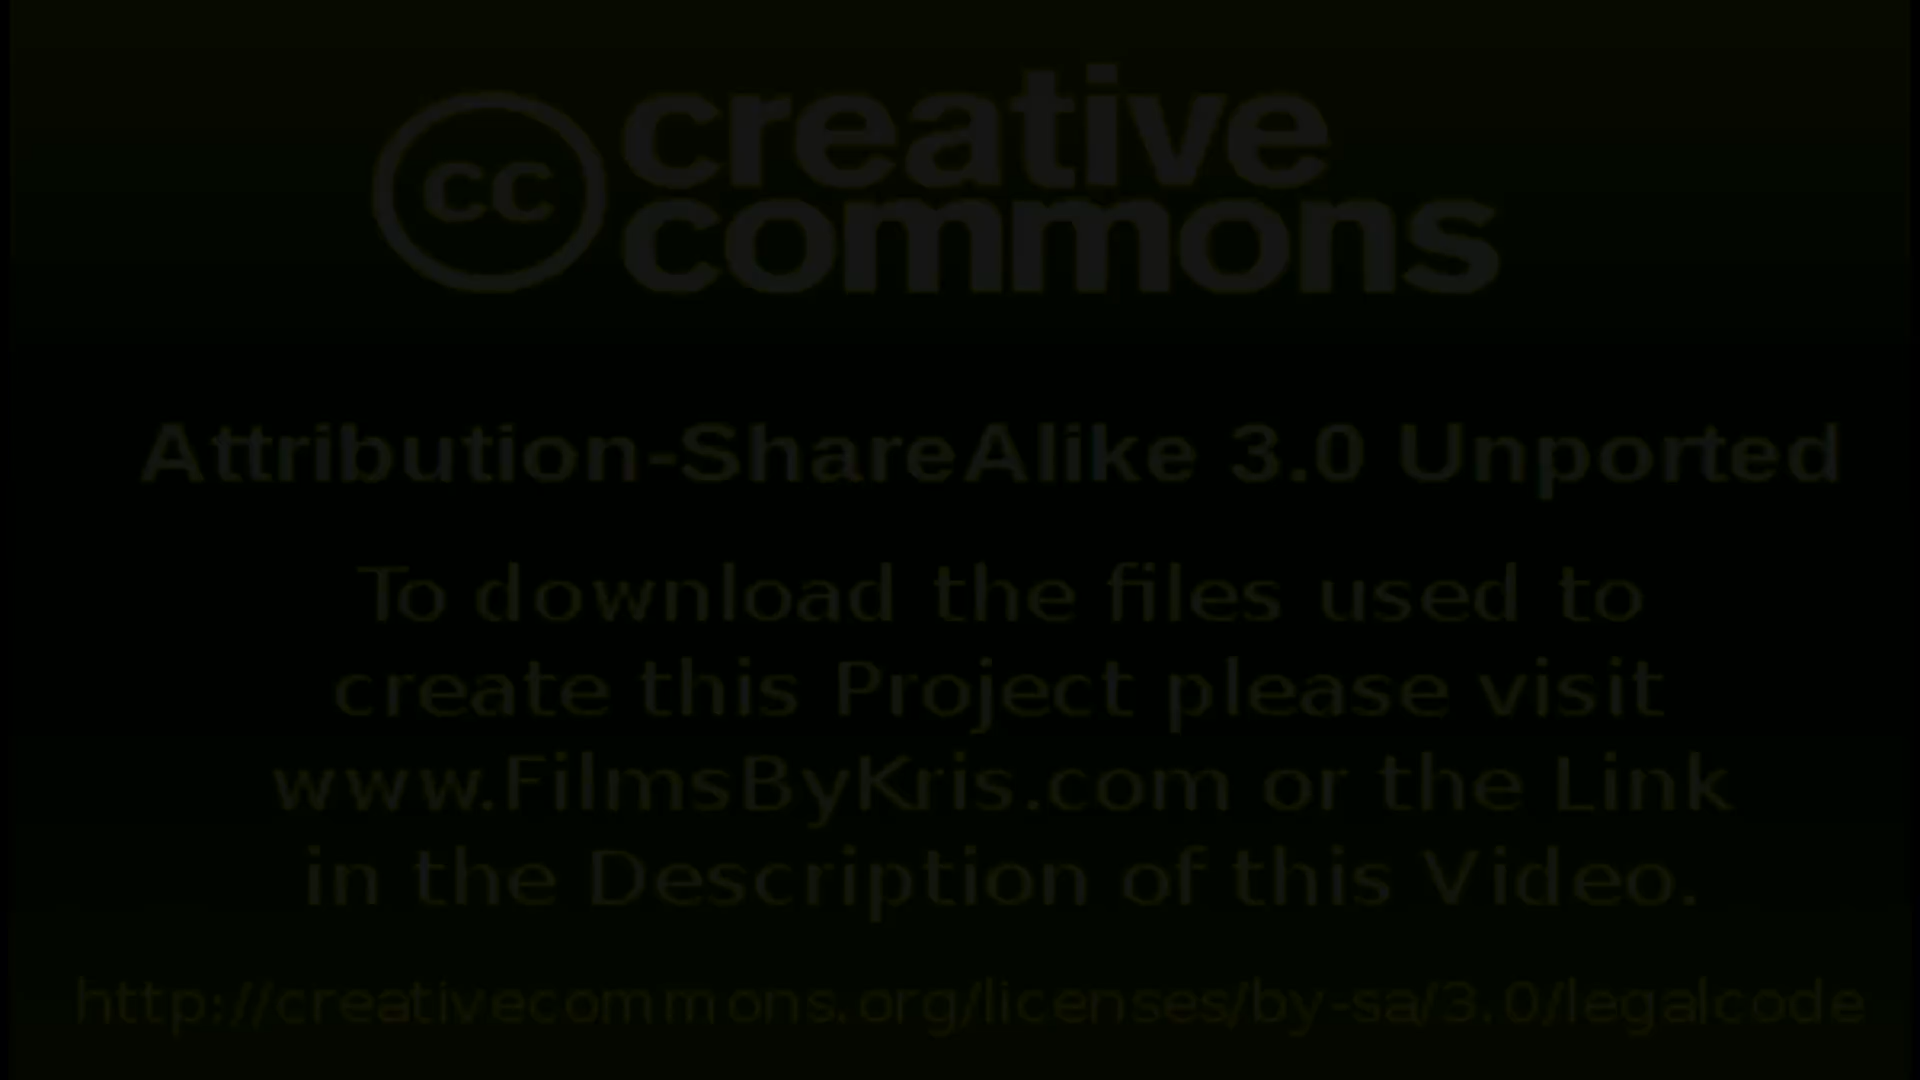 cc creative
commons
Attribution-ShareAlike 3.0 Unported
To download the files used to
create this Project please visit
www.FilmsByKris.com or the Link
in the Description of this Video.
http://creativecommons.org/licenses/by-sa/3.0/legalcode